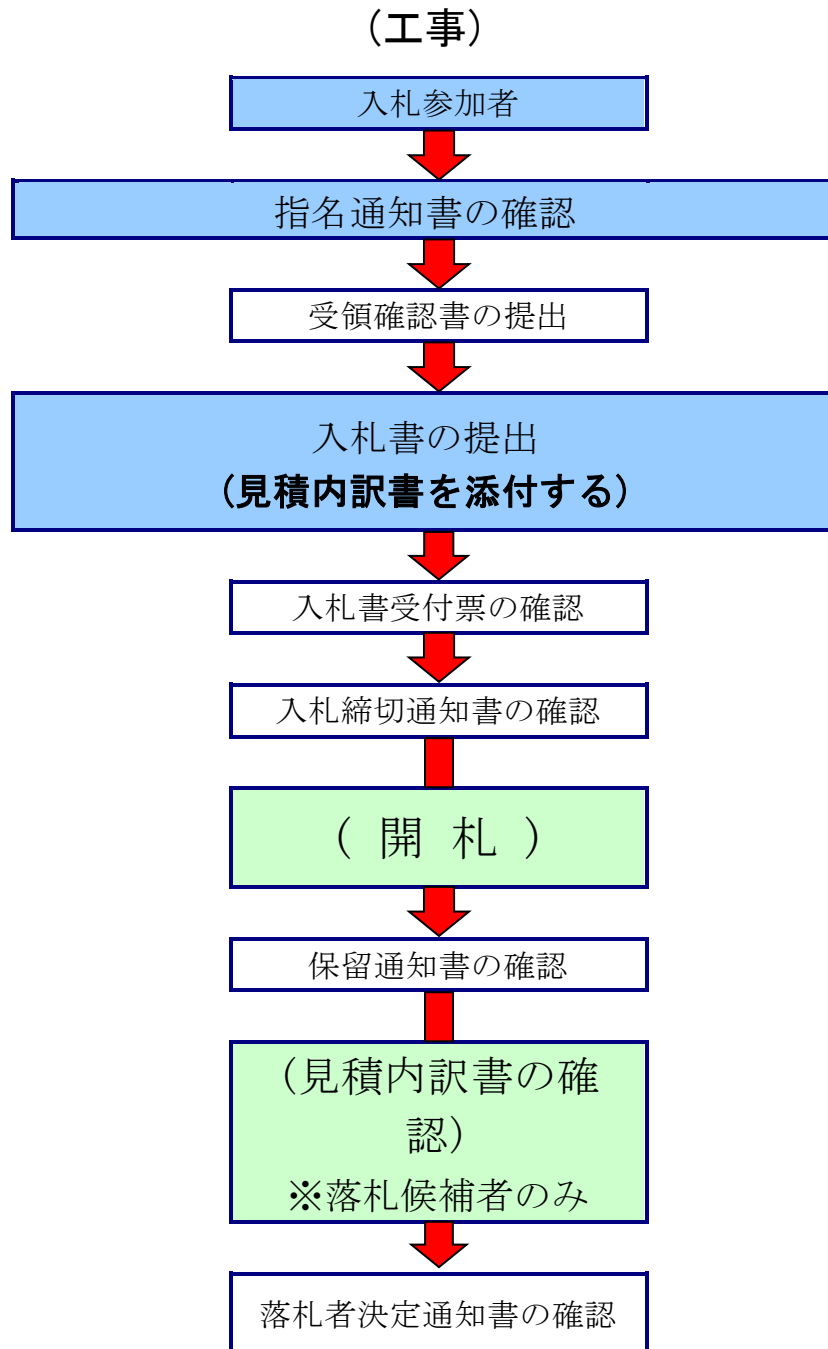 (工事)
入札参加者
指名通知書の確認
受領確認書の提出
入札書の提出
(見積内訳書を添付する)
入札書受付票の確認
入札締切通知書の確認
( 開 札 )
保留通知書の確認
(見積内訳書の確
認)
※落札候補者のみ
落札者決定通知書の確認